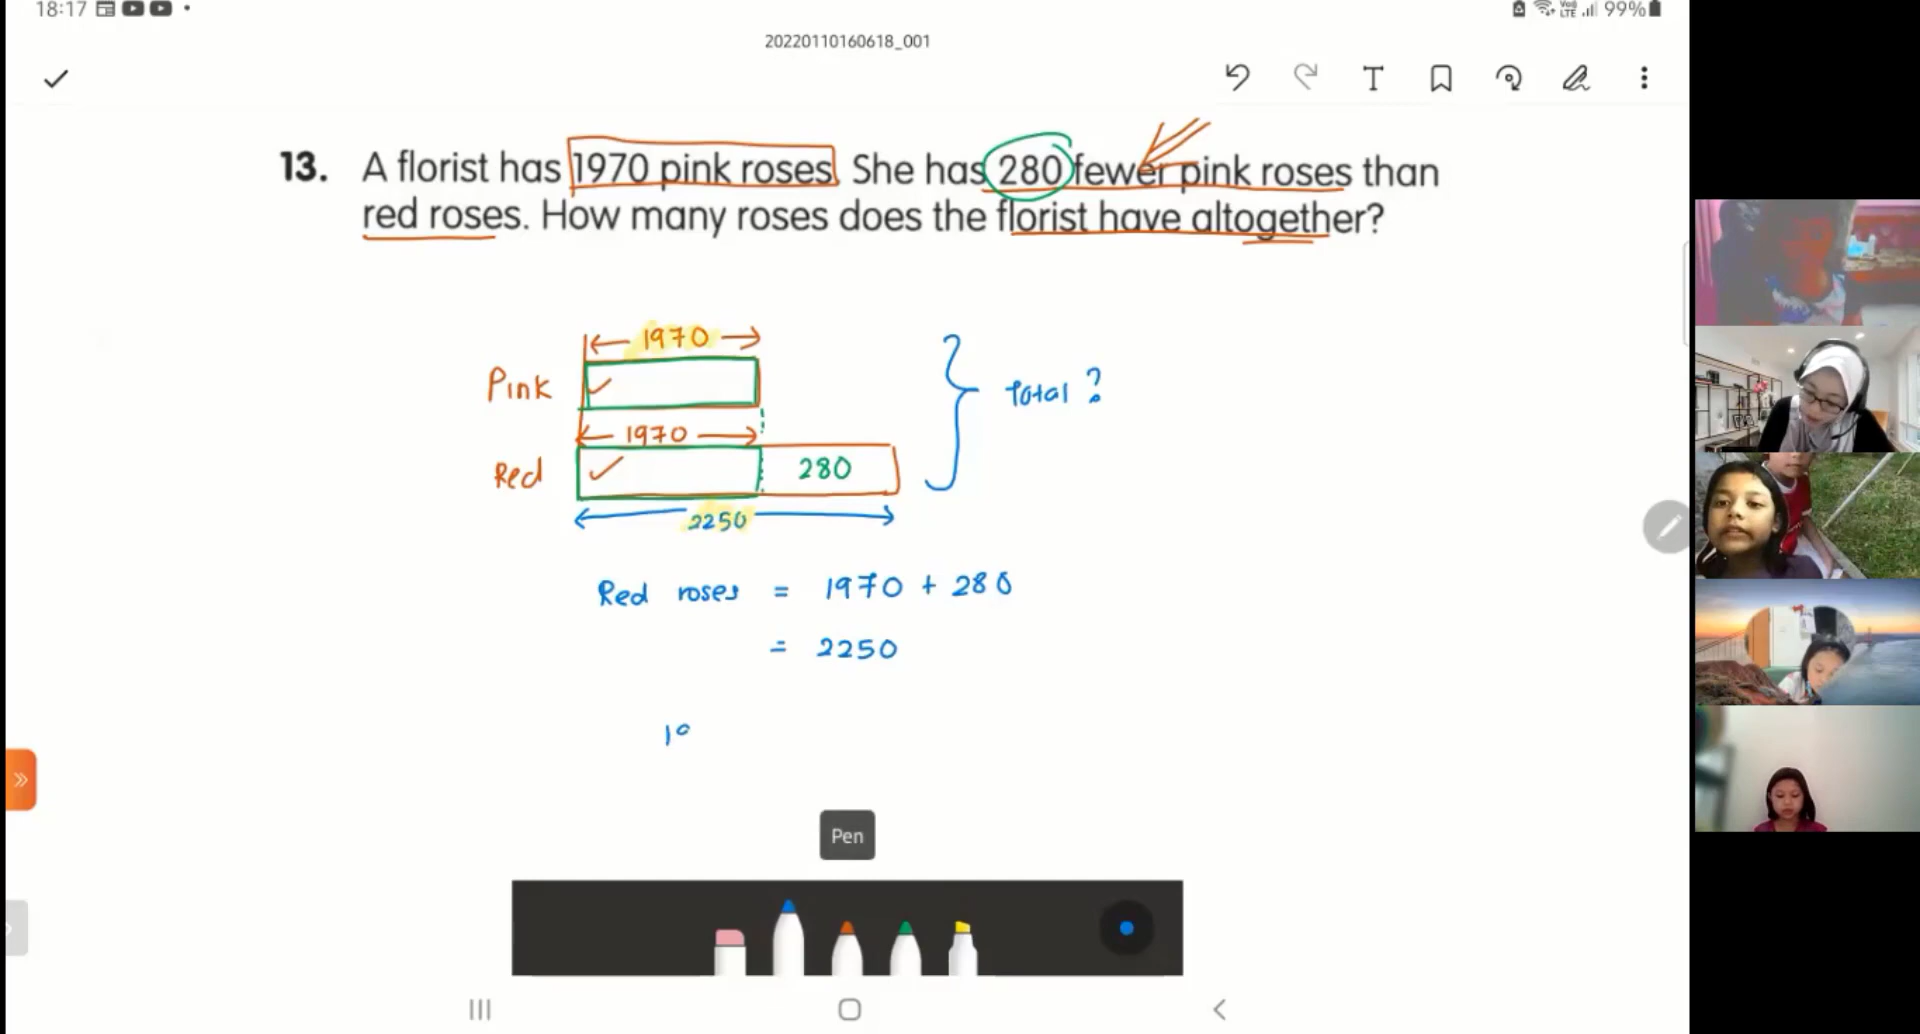 18:17 99%
20220110160618_001
13. A florist has 1970 pink roses. She has 280 fewer pink roses than
red roses. How many roses does the florist have altogether?
1970
Pink
Total ?
1970
Red 280
2250
Red roses = 1970 + 280
= 2250
Pen